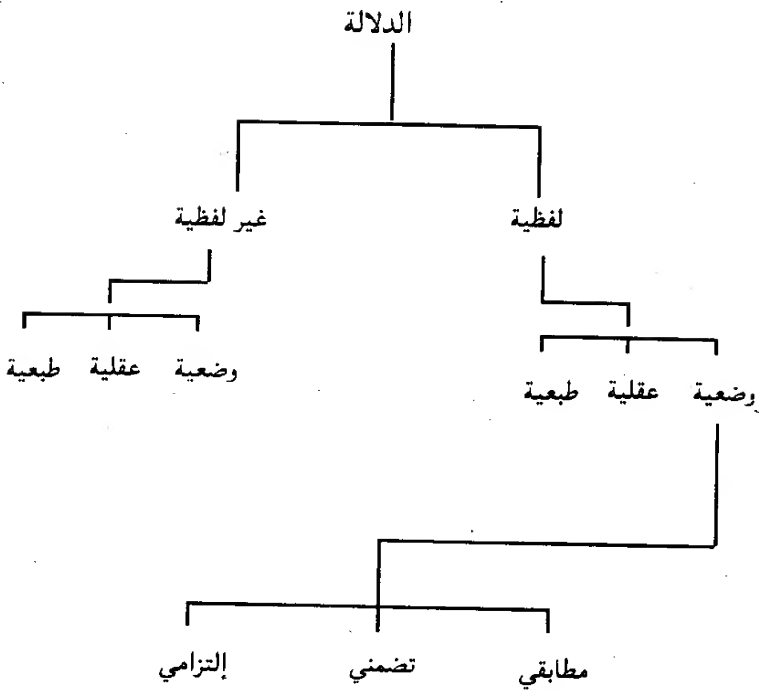 الدلالة
لفظية
غير لفظية
وضعية عقلية طبعية
وضعية عقلية طبعية
مطابقي تضمني إلتزامي